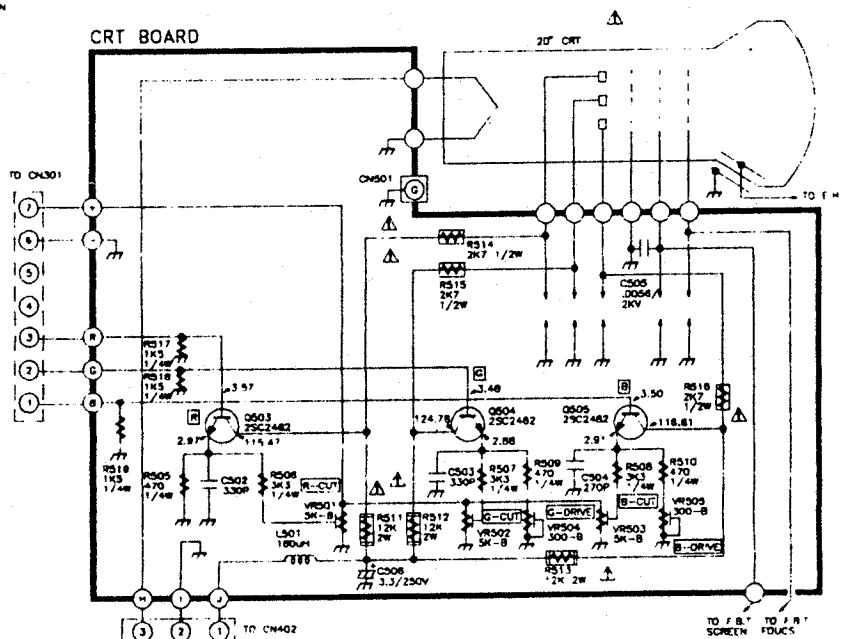 N
CRT BOARD
20" CRT
TO CN301
CN501
G
TO E.H
7
6
5
4
3
2
1
R
G
B
R514
2K7 1/2W
R515
2K7
1/2W
C505
.0056/
2KV
R517
1K5
1/4W
R518
1K5
1/4W
R519
1K5
1/4W
3.57
R
Q503
2SC2482
2.97
115.47
G
3.48
Q504
2SC2482
124.78
2.88
B
3.50
Q505
2SC2482
2.91
116.61
R516
2K7
1/2W
R505
470
1/4W
C502
330P
R506
3K3
1/4W
R-CUT
VR501
5K-B
L501
180uH
R511
12K
2W
R512
12K
2W
C506
3.3/250V
C503
330P
R507
3K3
1/4W
R509
470
1/4W
G-CUT
VR502
5K-B
G-DRIVE
VR504
300-B
C504
270P
R508
3K3
1/4W
R510
470
1/4W
B-CUT
VR503
5K-B
VR505
300-B
B-DRIVE
R513
12K 2W
H
I
J
3
2
1
TO CN402
TO F.B.T
SCREEN
TO F.B.T
FOUCS